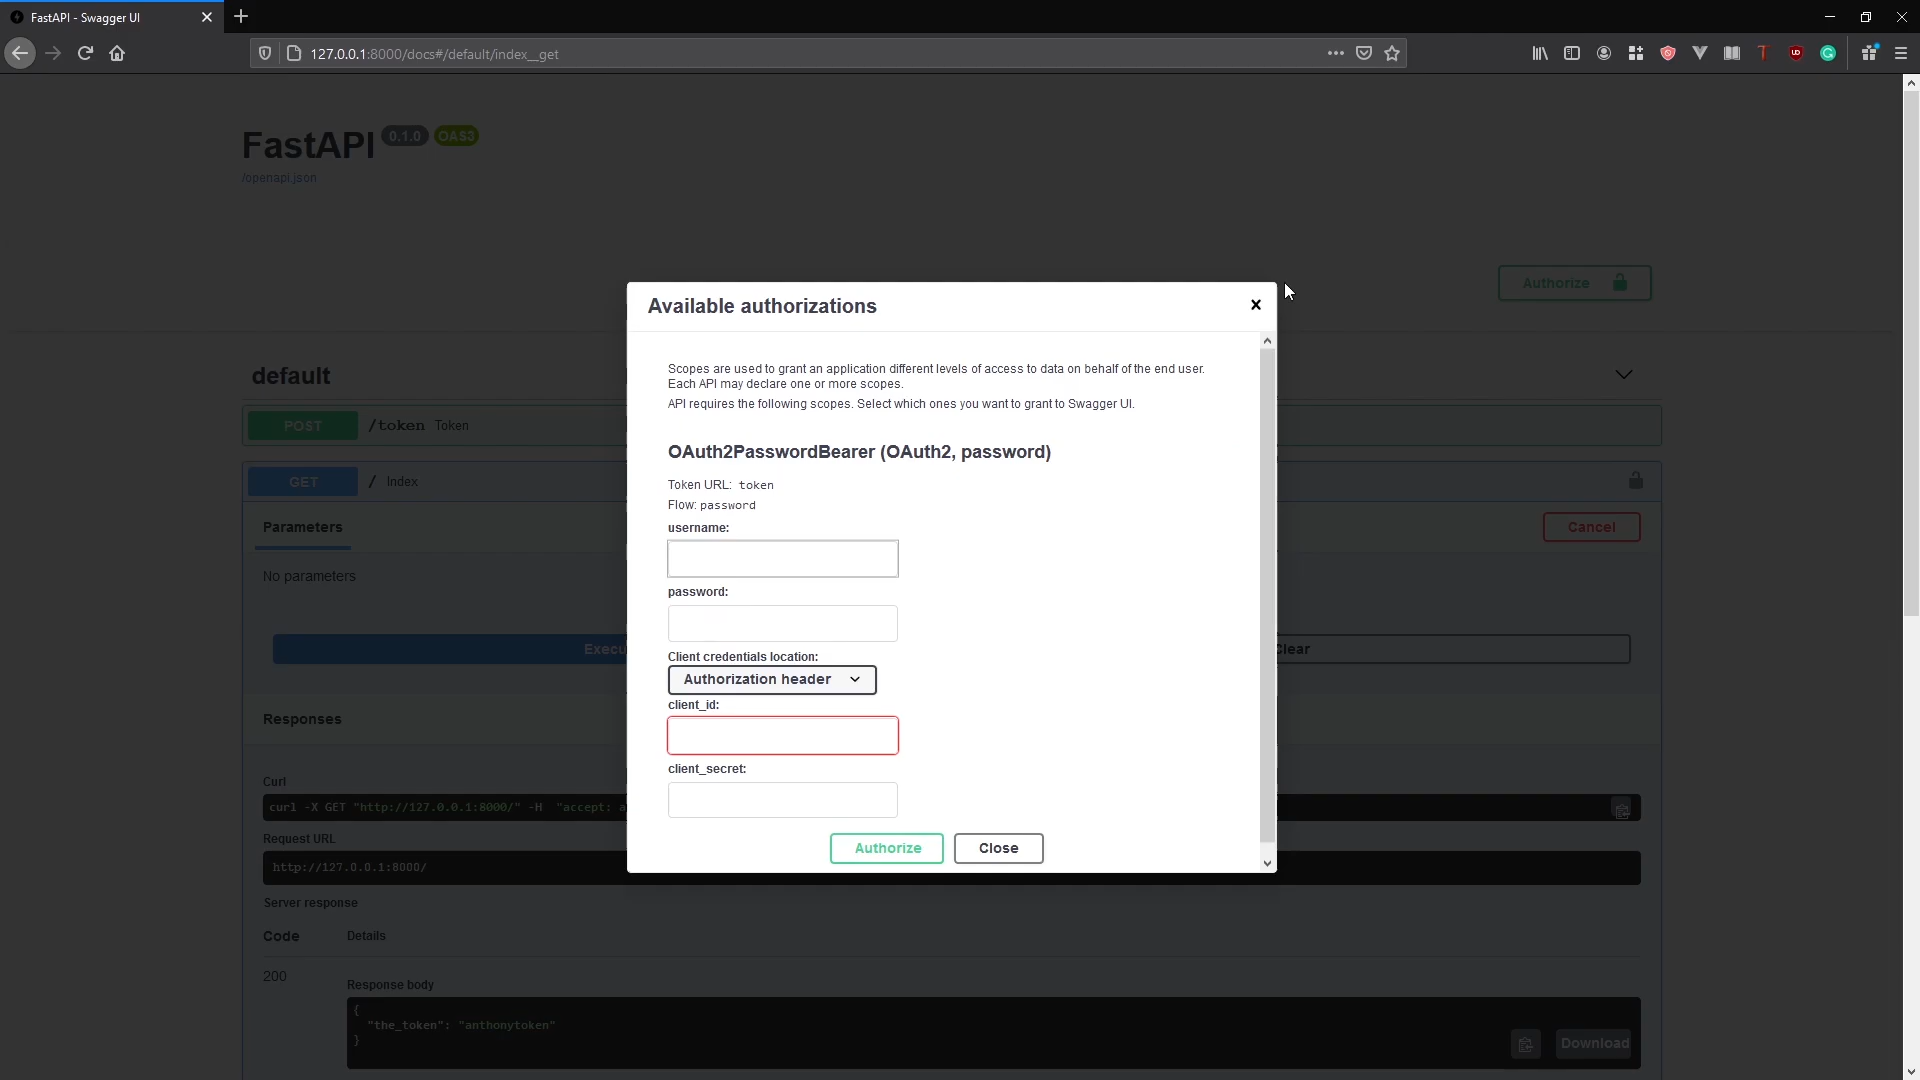 FastAPI - Swagger UI
127.0.0.1:8000/docs#/default/index__get
FastAPI 0.1.0 OAS3
/openapi.json
Authorize
Available authorizations
Scopes are used to grant an application different levels of access to data on behalf of the end user.
Each API may declare one or more scopes.
API requires the following scopes. Select which ones you want to grant to Swagger UI.
default
POST /token Token
OAuth2PasswordBearer (OAuth2, password)
GET / Index
Token URL: token
Flow: password
username:
Parameters
Cancel
No parameters
password:
Execu
Clear
Client credentials location:
Authorization header
client_id:
Responses
client_secret:
Curl
curl -X GET "http://127.0.0.1:8000/" -H "accept: a
Request URL
Authorize Close
http://127.0.0.1:8000/
Server response
Code Details
200
Response body
{
"the_token": "anthonytoken"
}
Download